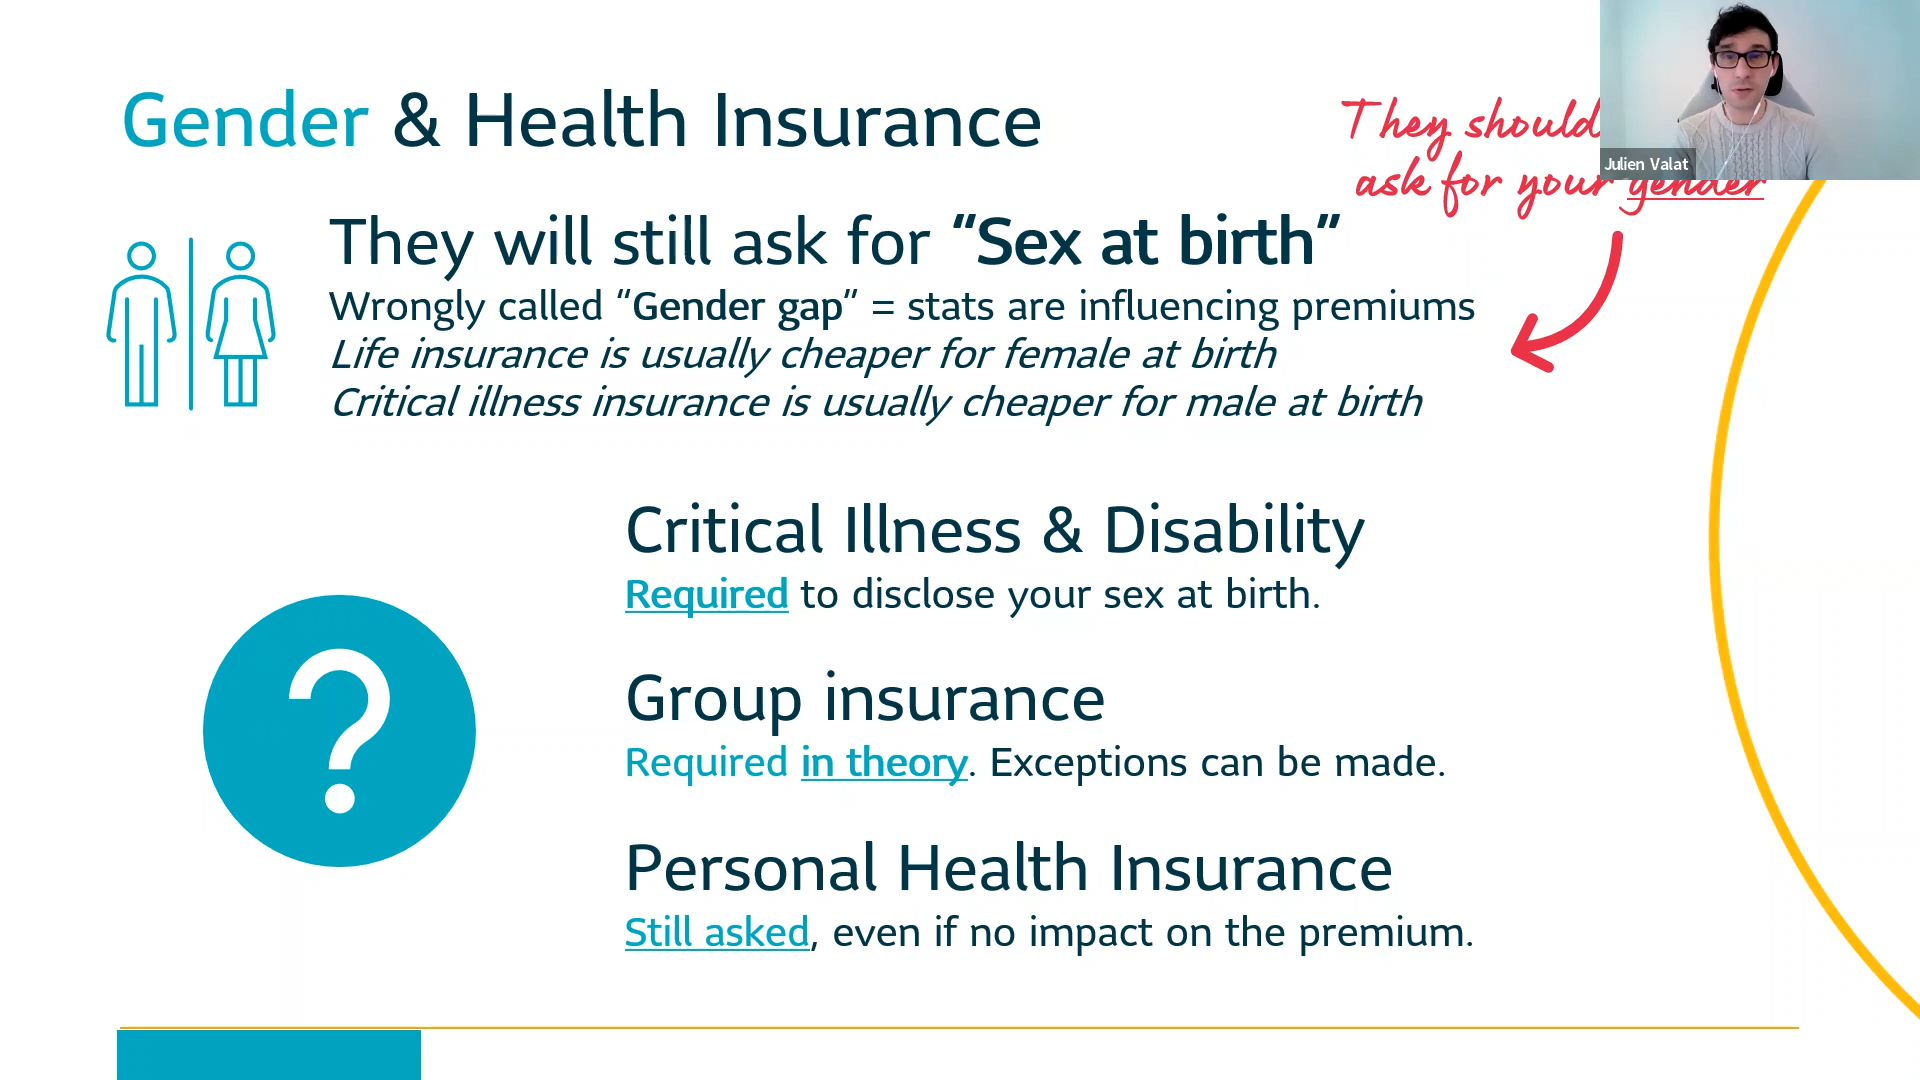 Gender & Health Insurance
They should
ask for your gender
Julien Valat
They will still ask for “Sex at birth”
Wrongly called “Gender gap” = stats are influencing premiums
Life insurance is usually cheaper for female at birth
Critical illness insurance is usually cheaper for male at birth
Critical Illness & Disability
Required to disclose your sex at birth.
Group insurance
Required in theory. Exceptions can be made.
Personal Health Insurance
Still asked, even if no impact on the premium.